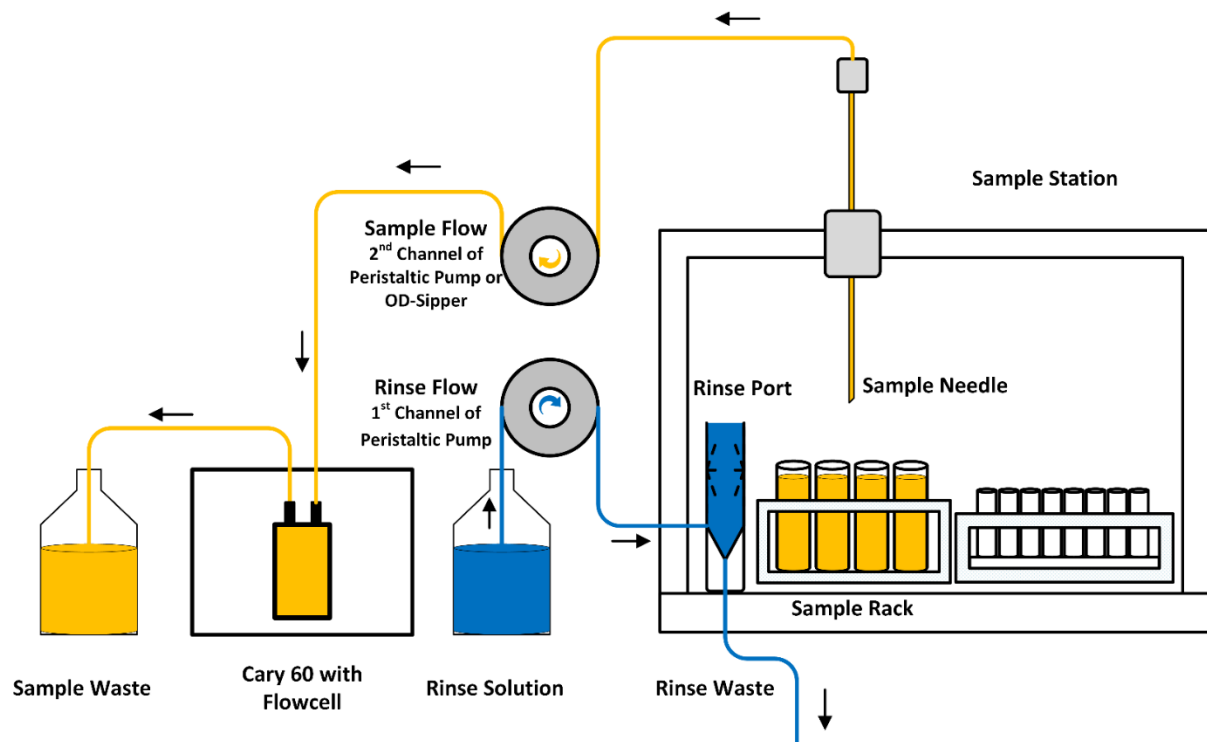 Sample Station
Sample Flow
2nd Channel of
Peristaltic Pump or
OD-Sipper
Rinse Flow
1st Channel of
Peristaltic Pump
Rinse Port
Sample Needle
Sample Rack
Sample Waste
Cary 60 with
Flowcell
Rinse Solution
Rinse Waste